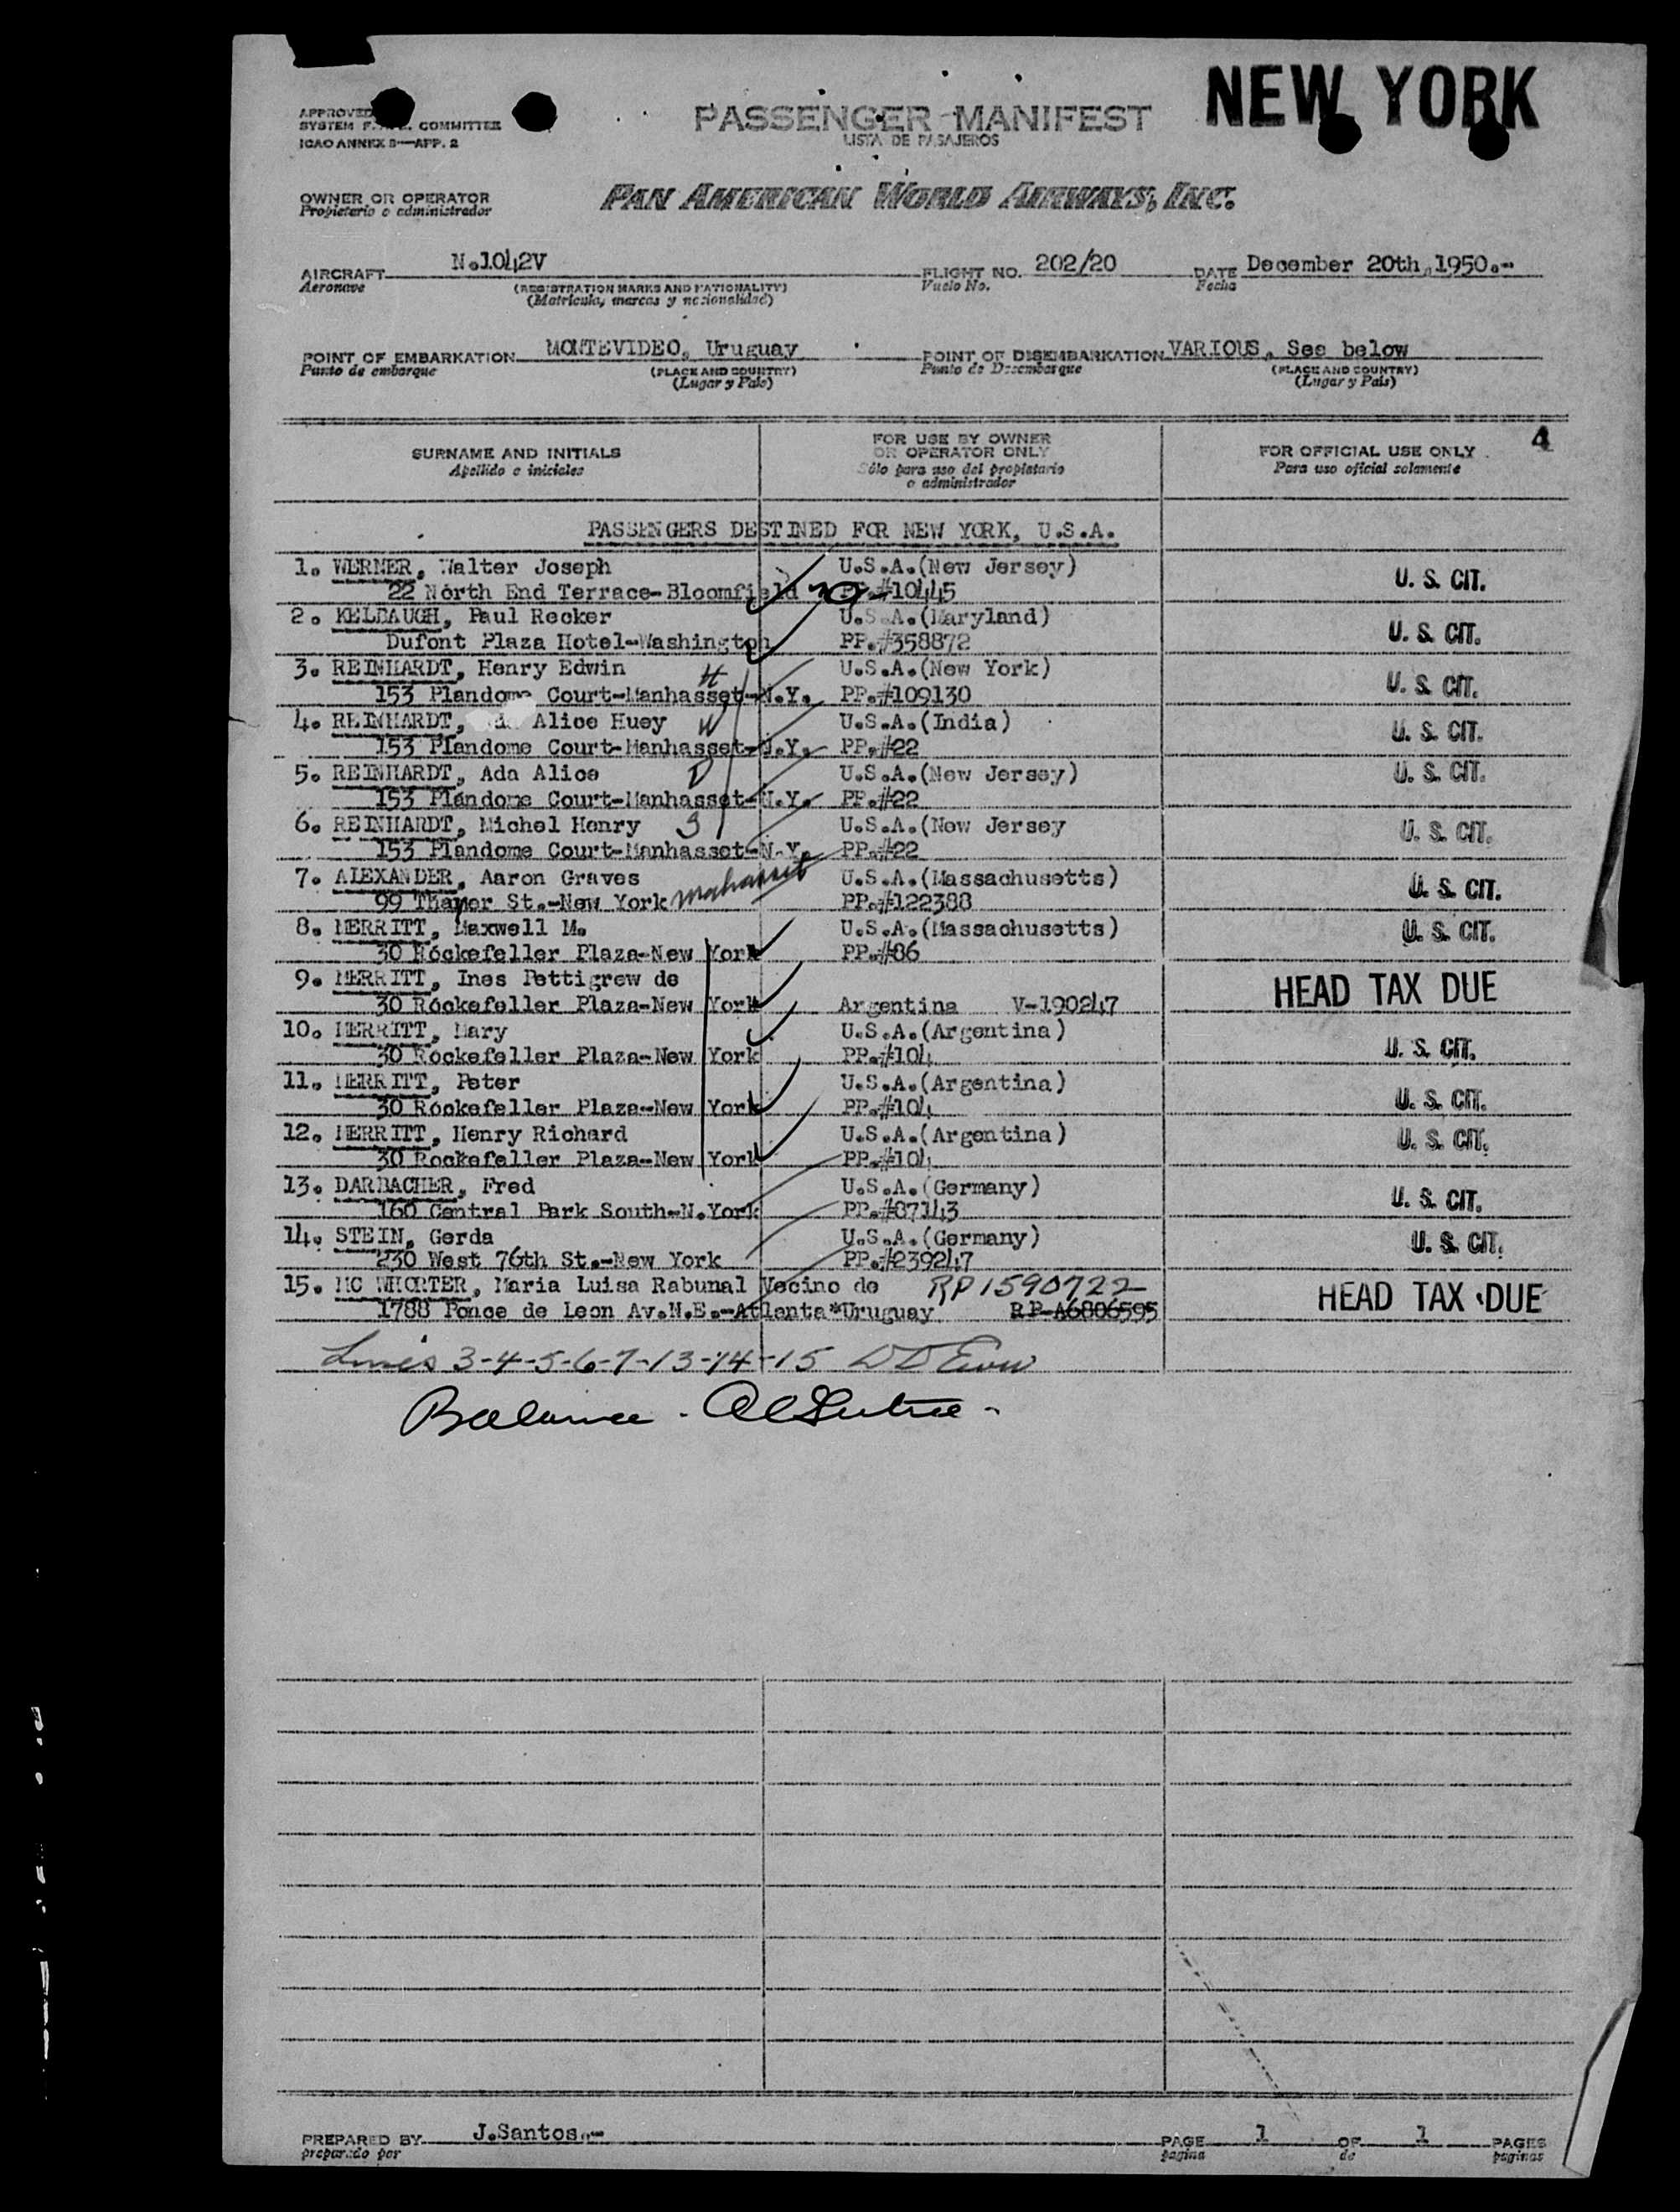 NEW YORK
APPROVED
SYSTEM COMMITTEE
ICAO ANNEX 9—APP. 2
PASSENGER MANIFEST
LISTA DE PASAJEROS
OWNER OR OPERATOR
Propietario o administrador
PAN AMERICAN WORLD AIRWAYS, INC.
AIRCRAFT N.1042V FLIGHT NO. 202/20 DATE December 20th, 1950.-
Aeronave (REGISTRATION MARKS AND NATIONALITY) Vuelo No. Fecha
(Matricula, marcas y nacionalidad)
POINT OF EMBARKATION MONTEVIDEO, Uruguay POINT OF DISEMBARKATION VARIOUS, See below
Punto de embarque (PLACE AND COUNTRY) Punto de Desembarque (PLACE AND COUNTRY)
(Lugar y País) (Lugar y País)
4
SURNAME AND INITIALS FOR USE BY OWNER OR OPERATOR ONLY FOR OFFICIAL USE ONLY
Apellido e iniciales Sólo para uso del propietario o administrador Para uso oficial solamente
PASSENGERS DESTINED FOR NEW YORK, U.S.A.
1. WERNER, Walter Joseph U.S.A.(New Jersey)
22 North End Terrace-Bloomfield #10445 U. S. CIT.
2. KELBAUGH, Paul Recker U.S.A.(Maryland)
Dufont Plaza Hotel-Washington PP.#358872 U. S. CIT.
3. REINHARDT, Henry Edwin H U.S.A.(New York)
153 Plandome Court-Manhasset-N.Y. PP.#109130 U. S. CIT.
4. REINHARDT, Alice Huey W U.S.A.(India)
153 Plandome Court-Manhasset-N.Y. PP.#22 U. S. CIT.
5. REINHARDT, Ada Alice D U.S.A.(New Jersey)
153 Plandome Court-Manhasset-N.Y. PP.#22 U. S. CIT.
6. REINHARDT, Michel Henry S U.S.A.(New Jersey
153 Plandome Court-Manhasset-N.Y. PP.#22 U. S. CIT.
7. ALEXANDER, Aaron Graves U.S.A.(Massachusetts)
99 Thayer St.-New York PP.#122388 U. S. CIT.
8. MERRITT, Maxwell M. U.S.A.(Massachusetts)
30 Rockefeller Plaza-New York PP.#86 U. S. CIT.
9. MERRITT, Ines Pettigrew de
30 Rockefeller Plaza-New York Argentina V-190247 HEAD TAX DUE
10. MERRITT, Mary U.S.A.(Argentina)
30 Rockefeller Plaza-New York PP.#104 U. S. CIT.
11. MERRITT, Peter U.S.A.(Argentina)
30 Rockefeller Plaza-New York PP.#104 U. S. CIT.
12. MERRITT, Henry Richard U.S.A.(Argentina)
30 Rockefeller Plaza-New York PP.#104 U. S. CIT.
13. DARBACHER, Fred U.S.A.(Germany)
160 Central Park South-N.York PP.#87143 U. S. CIT.
14. STEIN, Gerda U.S.A.(Germany)
230 West 76th St.-New York PP.#239247 U. S. CIT.
15. MC WHORTER, Maria Luisa Rabunal Vecino de RP 1590722
1788 Ponce de Leon Av.N.E.-Atlanta*Uruguay RP-A6806595 HEAD TAX DUE
Lines 3-4-5-6-7-13-14-15
Balance -
PREPARED BY J.Santos.- PAGE 1 OF 1 PAGES
preparado por pagina de paginas